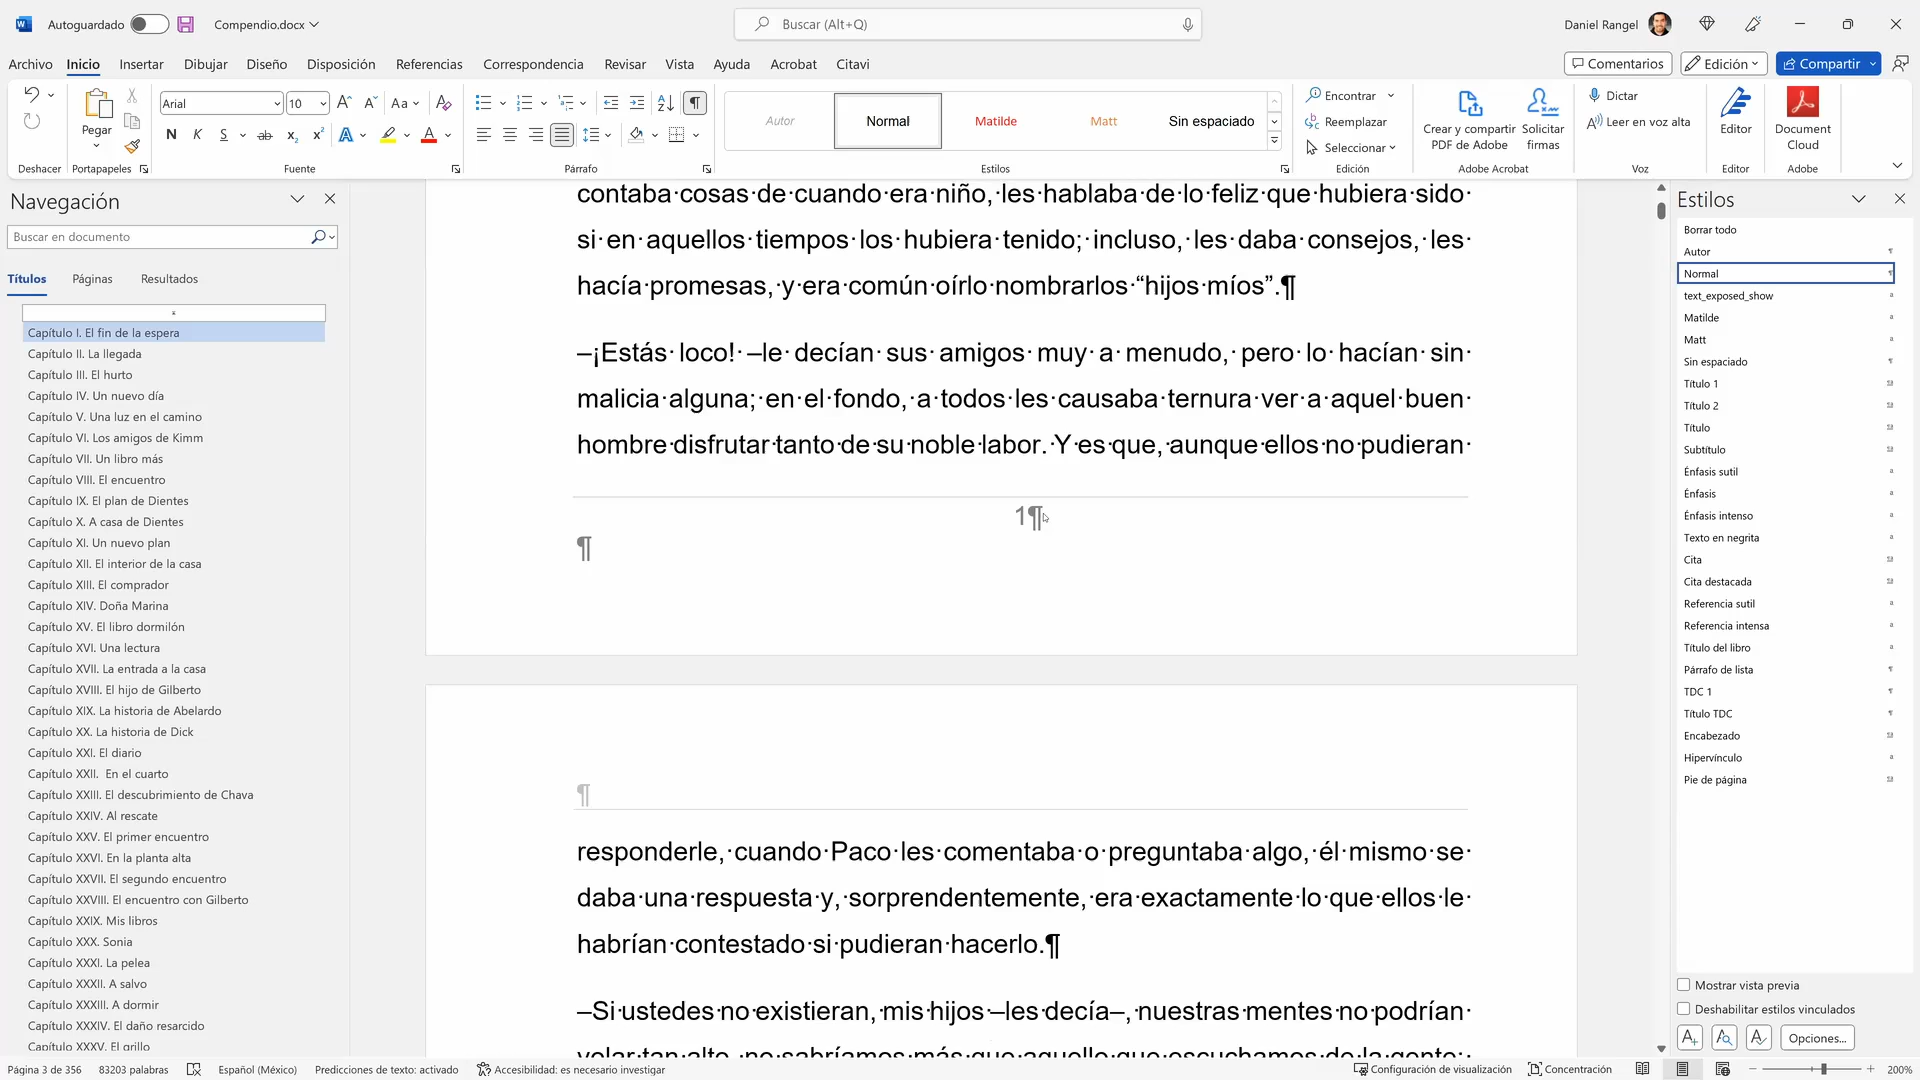 Autoguardado
Compendio.docx
Buscar (Alt+Q)
Daniel Rangel
Archivo Inicio Insertar Dibujar Diseño Disposición Referencias Correspondencia Revisar Vista Ayuda Acrobat Citavi
Comentarios
Edición
Compartir
Deshacer
Pegar
Portapapeles
Arial
10
Aa
N K S ab x₂ x²
Fuente
Párrafo
Autor
Normal
Matilde
Matt
Sin espaciado
Estilos
Encontrar
Reemplazar
Seleccionar
Edición
Crear y compartir
PDF de Adobe
Solicitar
firmas
Adobe Acrobat
Dictar
Leer en voz alta
Voz
Editor
Editor
Document
Cloud
Adobe
Navegación
Buscar en documento
Títulos Páginas Resultados
Capítulo I. El fin de la espera
Capítulo II. La llegada
Capítulo III. El hurto
Capítulo IV. Un nuevo día
Capítulo V. Una luz en el camino
Capítulo VI. Los amigos de Kimm
Capítulo VII. Un libro más
Capítulo VIII. El encuentro
Capítulo IX. El plan de Dientes
Capítulo X. A casa de Dientes
Capítulo XI. Un nuevo plan
Capítulo XII. El interior de la casa
Capítulo XIII. El comprador
Capítulo XIV. Doña Marina
Capítulo XV. El libro dormilón
Capítulo XVI. Una lectura
Capítulo XVII. La entrada a la casa
Capítulo XVIII. El hijo de Gilberto
Capítulo XIX. La historia de Abelardo
Capítulo XX. La historia de Dick
Capítulo XXI. El diario
Capítulo XXII.  En el cuarto
Capítulo XXIII. El descubrimiento de Chava
Capítulo XXIV. Al rescate
Capítulo XXV. El primer encuentro
Capítulo XXVI. En la planta alta
Capítulo XXVII. El segundo encuentro
Capítulo XXVIII. El encuentro con Gilberto
Capítulo XXIX. Mis libros
Capítulo XXX. Sonia
Capítulo XXXI. La pelea
Capítulo XXXII. A salvo
Capítulo XXXIII. A dormir
Capítulo XXXIV. El daño resarcido
Capítulo XXXV. El grillo
contaba·cosas·de·cuando·era·niño,·les·hablaba·de·lo·feliz·que·hubiera·sido·
si·en·aquellos·tiempos·los·hubiera·tenido;·incluso,·les·daba·consejos,·les·
hacía·promesas,·y·era·común·oírlo·nombrarlos·“hijos·míos”.¶
–¡Estás·loco!·–le·decían·sus·amigos·muy·a·menudo,·pero·lo·hacían·sin·
malicia·alguna;·en·el·fondo,·a·todos·les·causaba·ternura·ver·a·aquel·buen·
hombre·disfrutar·tanto·de·su·noble·labor.·Y·es·que,·aunque·ellos·no·pudieran·
1¶
¶
¶
responderle,·cuando·Paco·les·comentaba·o·preguntaba·algo,·él·mismo·se·
daba·una·respuesta·y,·sorprendentemente,·era·exactamente·lo·que·ellos·le·
habrían·contestado·si·pudieran·hacerlo.¶
–Si·ustedes·no·existieran,·mis·hijos·–les·decía–,·nuestras·mentes·no·podrían·
volar·tan·alto,·no·sabríamos·más·que·aquello·que·escuchamos·de·la·gente;·
Estilos
Borrar todo
Autor
Normal
text_exposed_show
Matilde
Matt
Sin espaciado
Título 1
Título 2
Título
Subtítulo
Énfasis sutil
Énfasis
Énfasis intenso
Texto en negrita
Cita
Cita destacada
Referencia sutil
Referencia intensa
Título del libro
Párrafo de lista
TDC 1
Título TDC
Encabezado
Hipervínculo
Pie de página
Mostrar vista previa
Deshabilitar estilos vinculados
Opciones...
Página 3 de 356
83203 palabras
Español (México)
Predicciones de texto: activado
Accesibilidad: es necesario investigar
Configuración de visualización
Concentración
200%